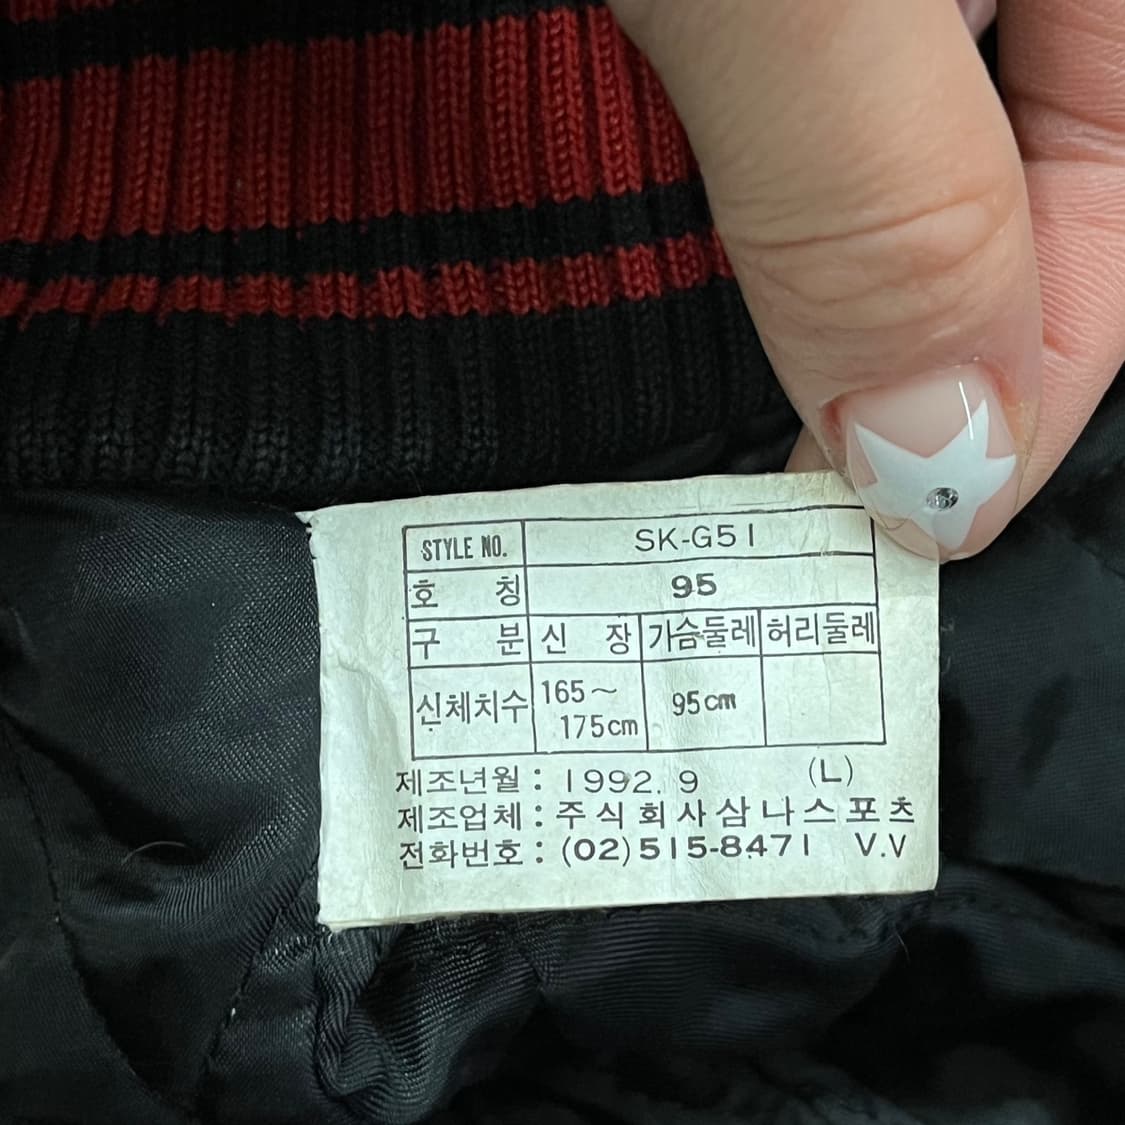 STYLE NO. SK-G51
호 칭 95
구 분 신 장 가슴둘레 허리둘레
신체치수 165~ 175cm 95cm
제조년월: 1992. 9 (L)
제조업체: 주식회사삼나스포츠
전화번호: (02)515-8471 V.V